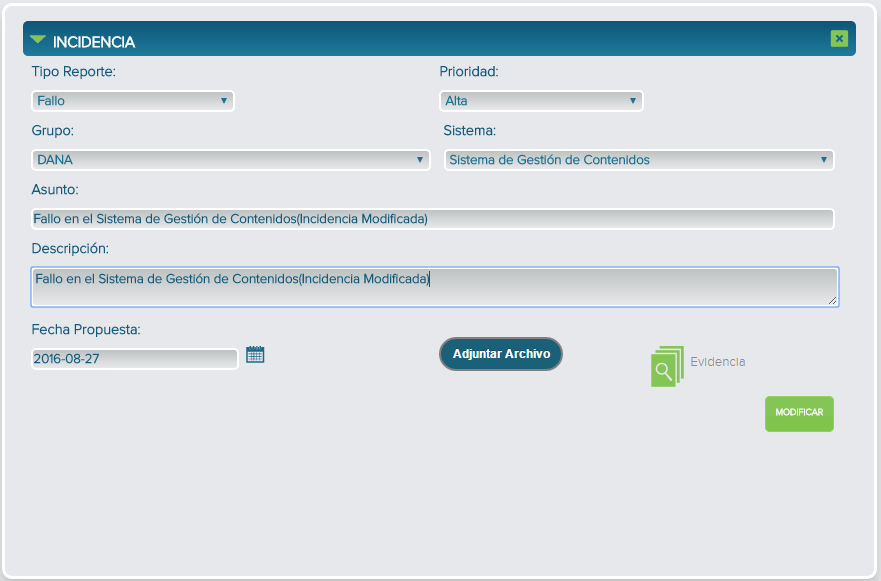 INCIDENCIA
Tipo Reporte: Prioridad:
Fallo Alta
Grupo: Sistema:
DANA Sistema de Gestión de Contenidos
Asunto:
Fallo en el Sistema de Gestión de Contenidos(Incidencia Modificada)
Descripción:
Fallo en el Sistema de Gestión de Contenidos(Incidencia Modificada)
Fecha Propuesta:
2016-08-27 Adjuntar Archivo Evidencia
MODIFICAR